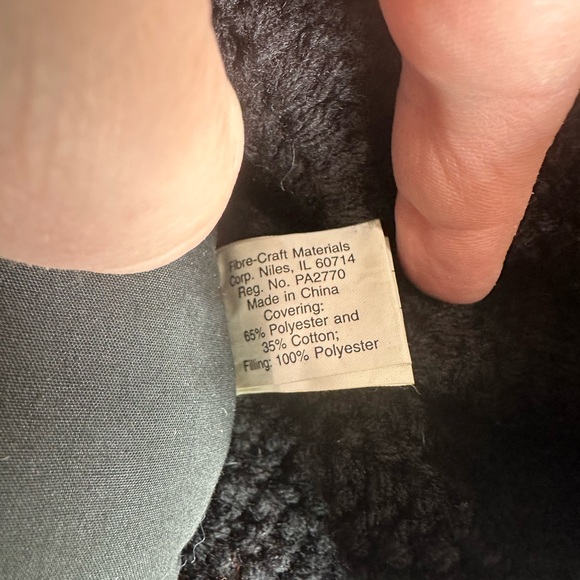 Fibre-Craft Materials
Corp. Niles, IL 60714
Reg. No. PA2770
Made in China
Covering:
65% Polyester and
35% Cotton;
Filling: 100% Polyester